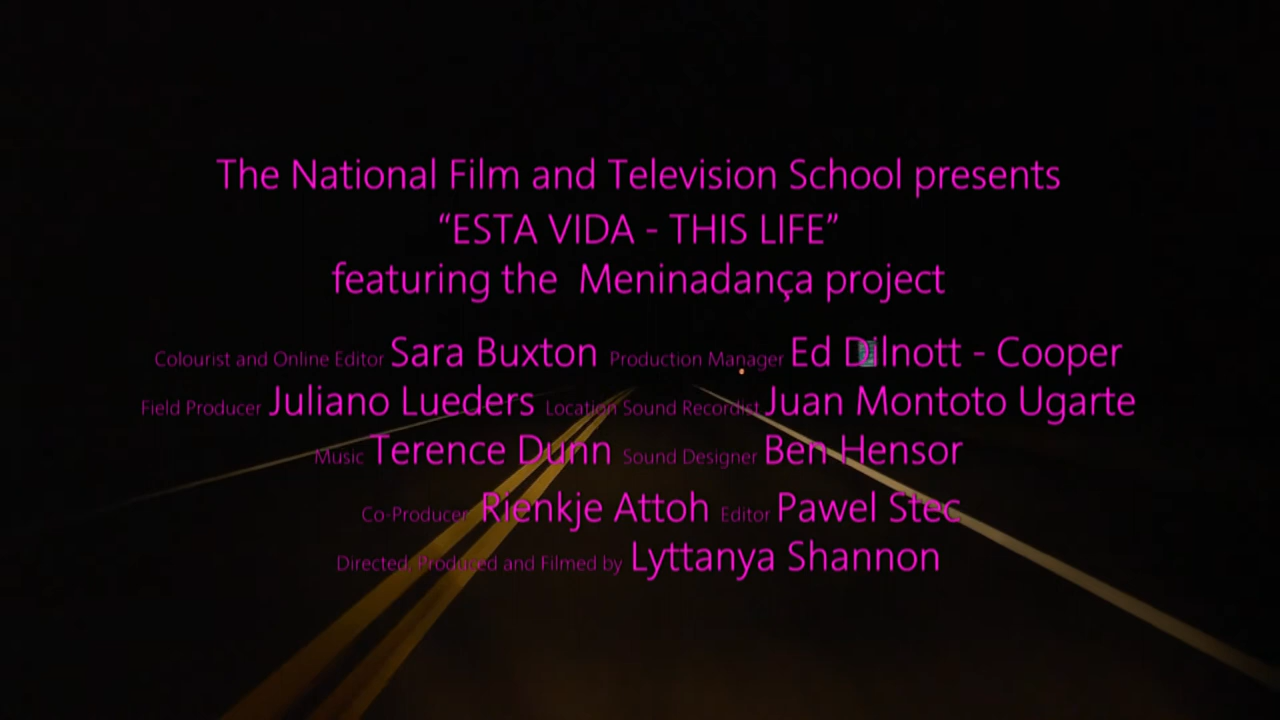 The National Film and Television School presents
“ESTA VIDA - THIS LIFE”
featuring the Meninadança project
Colourist and Online Editor Sara Buxton Production Manager Ed Dilnott - Cooper
Field Producer Juliano Lueders Location Sound Recordist Juan Montoto Ugarte
Music Terence Dunn Sound Designer Ben Hensor
Co-Producer Rienkje Attoh Editor Pawel Stec
Directed, Produced and Filmed by Lyttanya Shannon